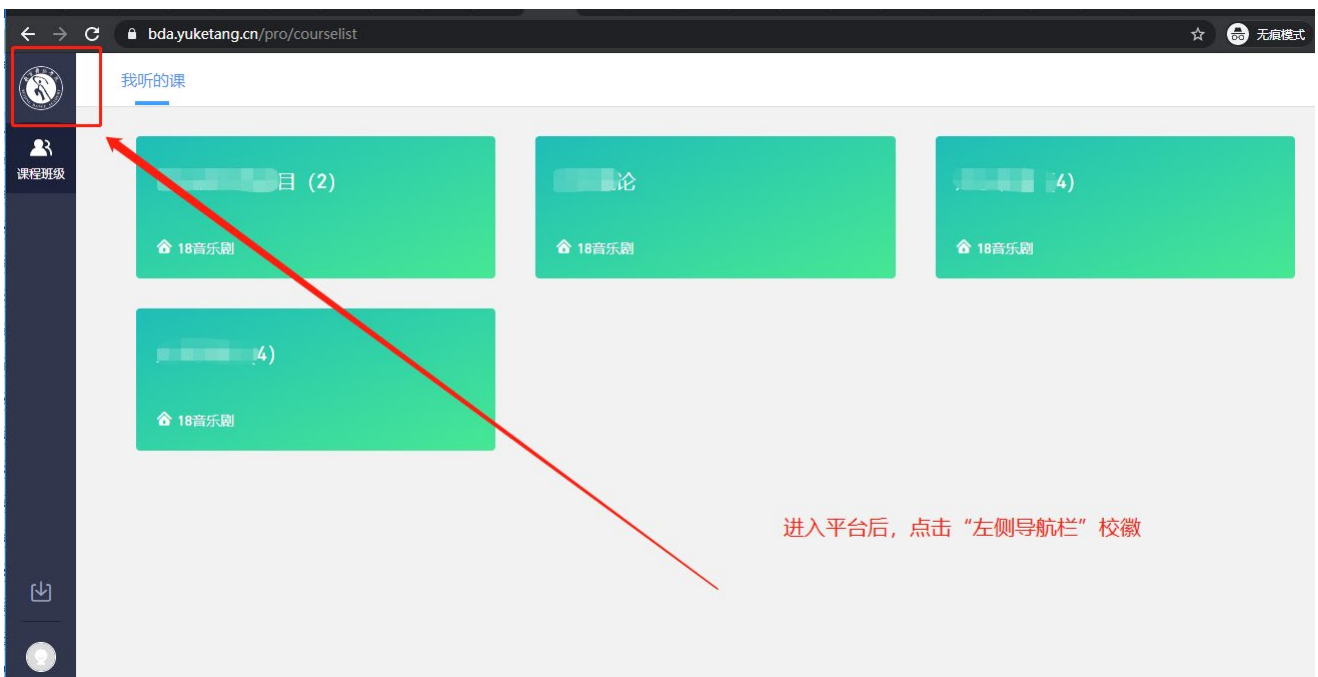 bda.yuketang.cn/pro/courselist
无痕模式
我听的课
课程班级
目（2）
论
4）
18音乐剧
18音乐剧
18音乐剧
4）
18音乐剧
进入平台后，点击“左侧导航栏”校徽